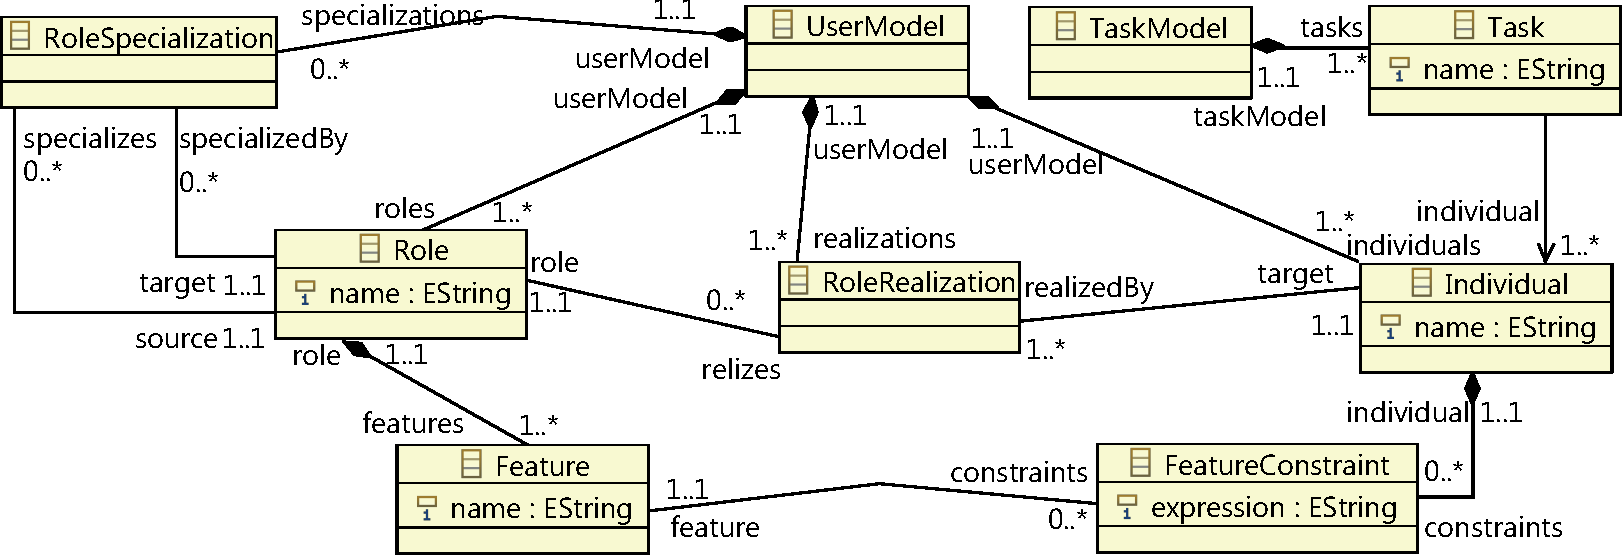 specializations
1..1
RoleSpecialization
0..*
userModel
UserModel
TaskModel
tasks
1..*
1..1
taskModel
Task
name : EString
userModel
1..1
1..1
userModel
1..1
userModel
specializes
0..*
specializedBy
0..*
roles
1..*
1..*
realizations
individual
1..*
1..*
individuals
Role
name : EString
target 1..1
source 1..1
role
1..1
0..*
relizes
RoleRealization
realizedBy
1..*
target
1..1
Individual
name : EString
role
1..1
features
1..*
Feature
name : EString
1..1
feature
constraints
0..*
FeatureConstraint
expression : EString
individual 1..1
0..*
constraints